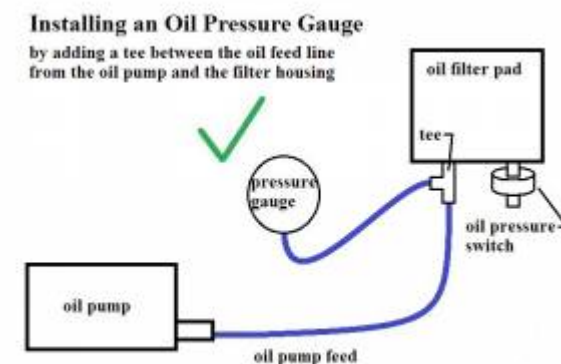 Installing an Oil Pressure Gauge
by adding a tee between the oil feed line
from the oil pump and the filter housing
oil filter pad
tee
pressure
gauge
oil pressure
switch
oil pump
oil pump feed